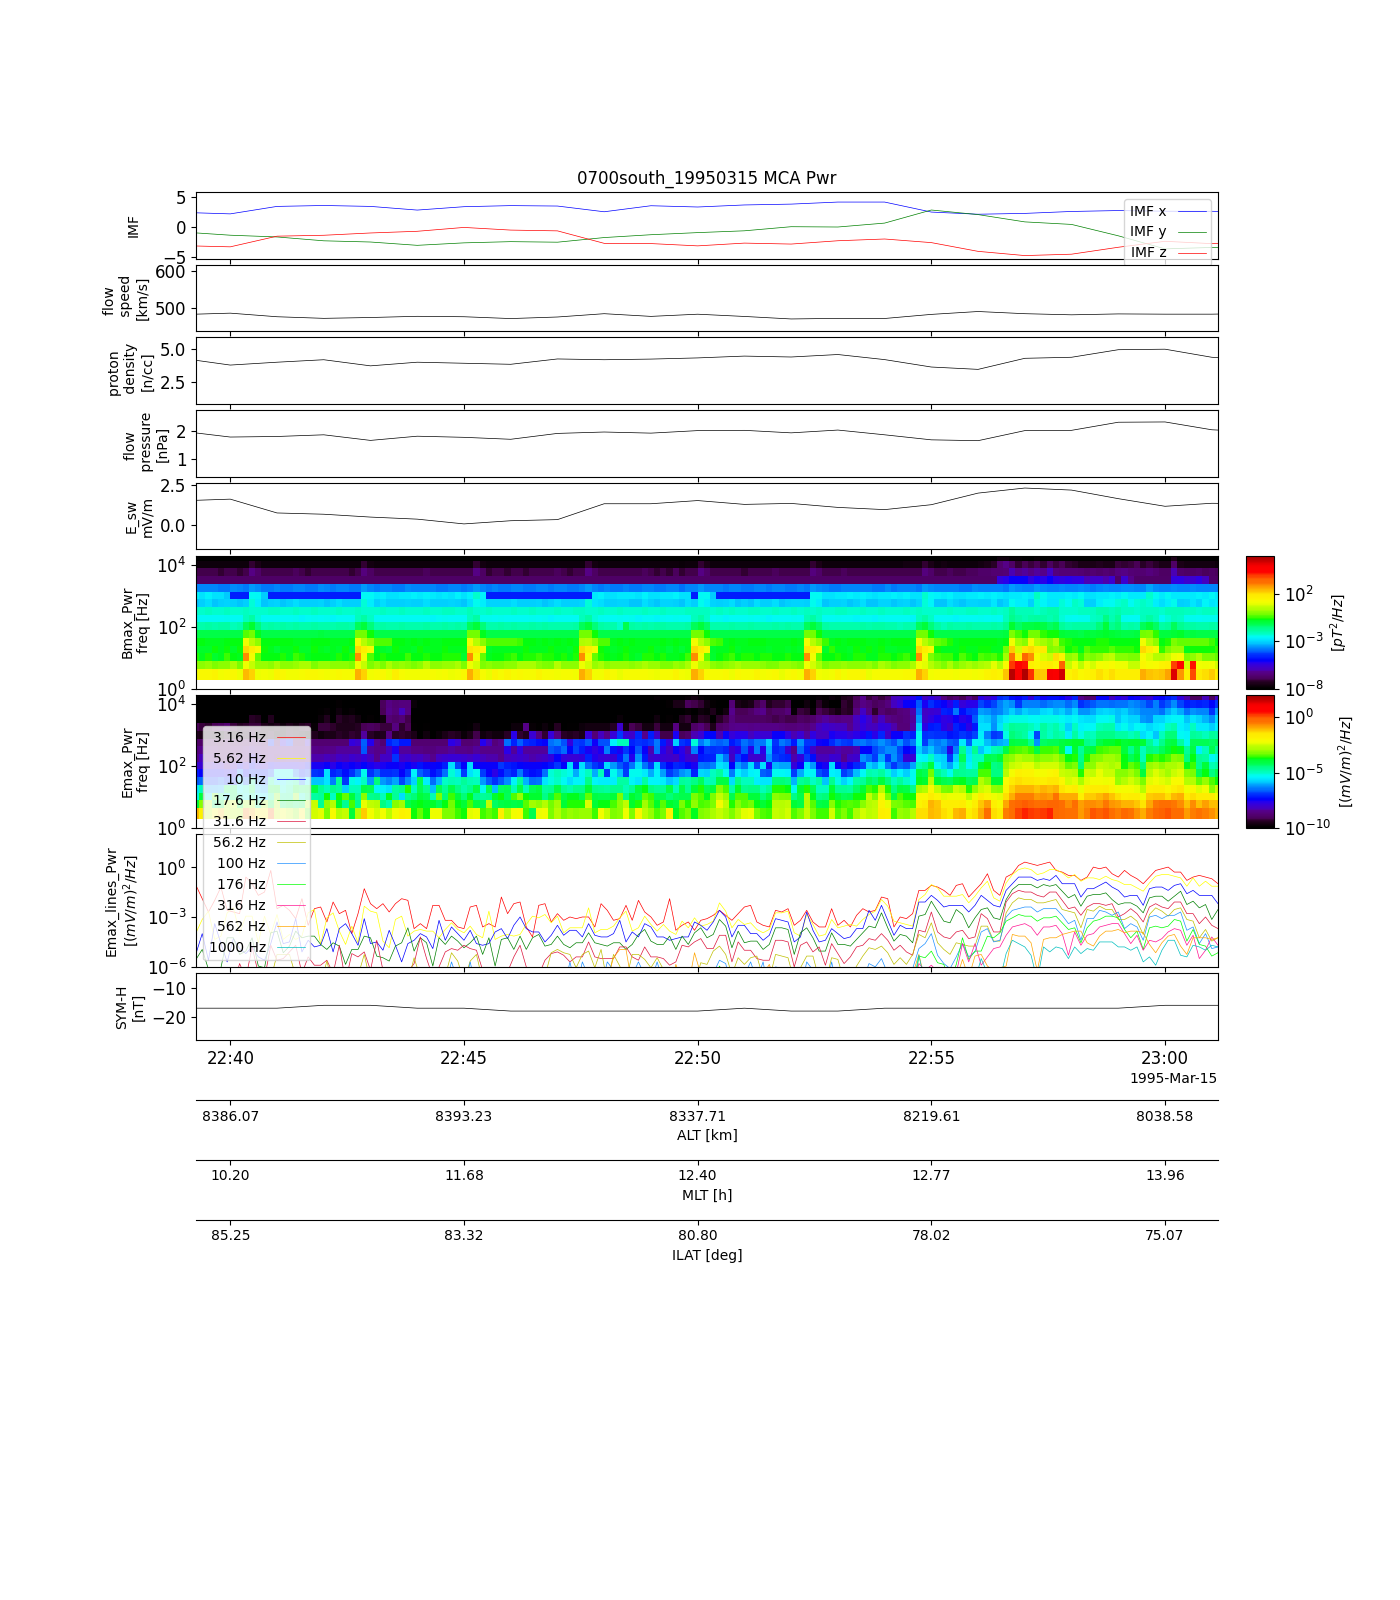 0700south_19950315 MCA Pwr
5
0
−5
IMF
IMF x
IMF y
IMF z
600
500
flow
speed
[km/s]
5.0
2.5
proton
density
[n/cc]
2
1
flow
pressure
[nPa]
2.5
0.0
E_sw
mV/m
10^4
10^2
10^0
Bmax_Pwr
freq [Hz]
10^2
10^−3
10^−8
[pT^2/Hz]
10^4
10^2
10^0
Emax_Pwr
freq [Hz]
10^0
10^−5
10^−10
[(mV/m)^2/Hz]
3.16 Hz
5.62 Hz
10 Hz
17.6 Hz
31.6 Hz
56.2 Hz
100 Hz
176 Hz
316 Hz
562 Hz
1000 Hz
10^0
10^−3
10^−6
Emax_lines_Pwr
[(mV/m)^2/Hz]
−10
−20
SYM-H
[nT]
22:40 22:45 22:50 22:55 23:00
1995-Mar-15
8386.07 8393.23 8337.71 8219.61 8038.58
ALT [km]
10.20 11.68 12.40 12.77 13.96
MLT [h]
85.25 83.32 80.80 78.02 75.07
ILAT [deg]